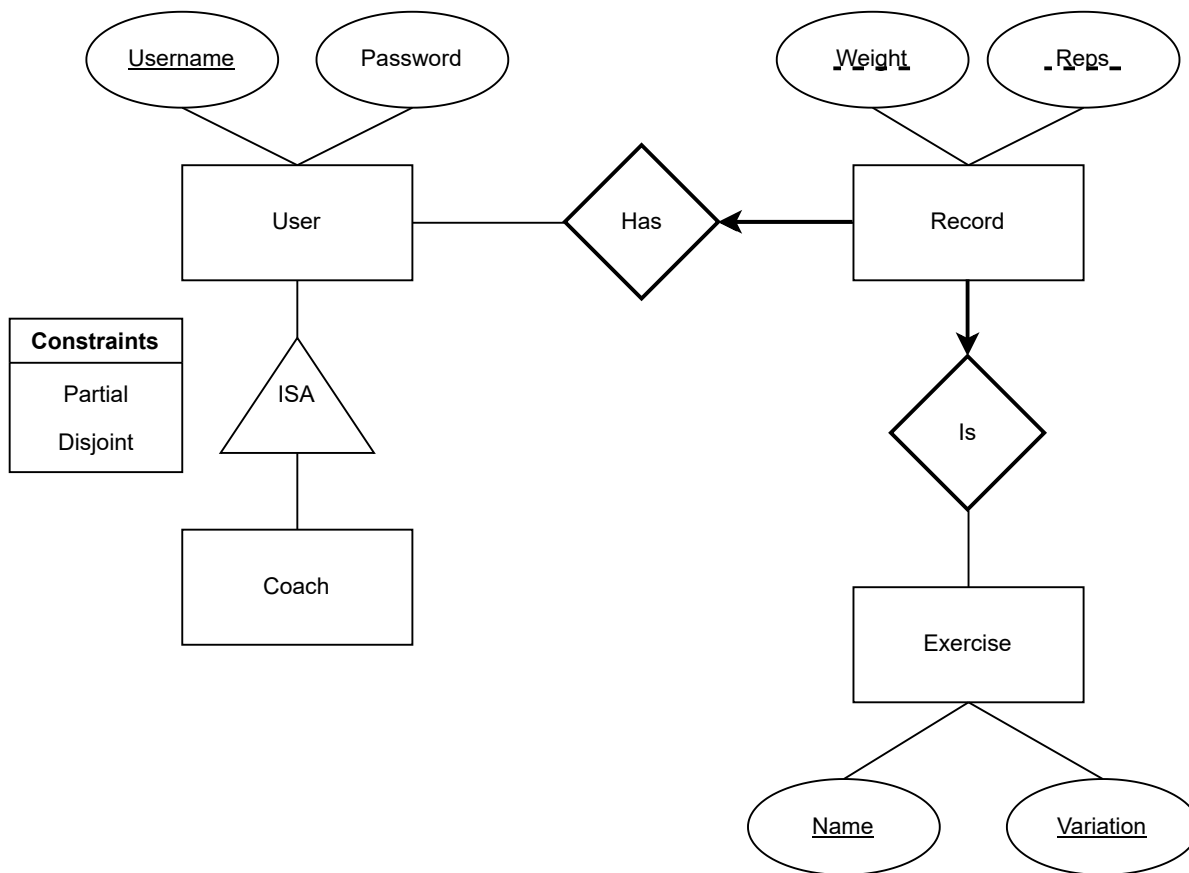 Username
Password
Weight
Reps
User
Has
Record
Constraints
Partial
Disjoint
ISA
Is
Coach
Exercise
Name
Variation